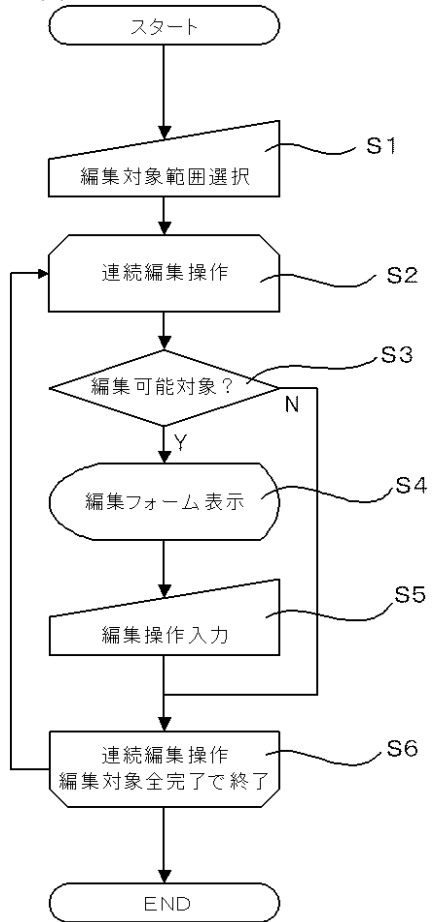 スタート
S1
編集対象範囲選択
連続編集操作
S2
S3
編集可能対象？
N
Y
編集フォーム表示
S4
S5
編集操作入力
連続編集操作
S6
編集対象全完了で終了
END